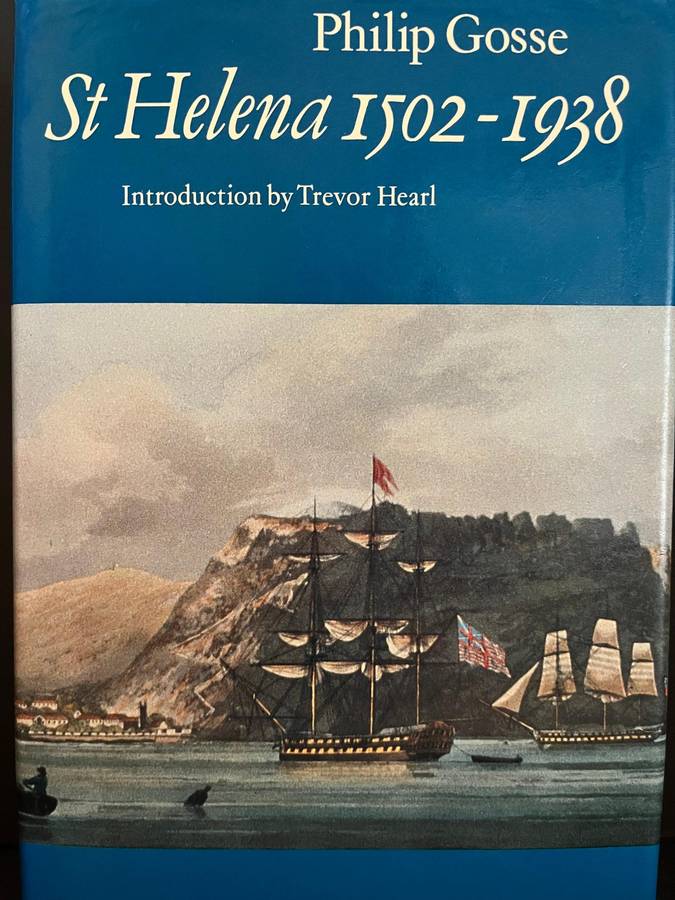 Philip Gosse
St Helena 1502-1938
Introduction by Trevor Hearl